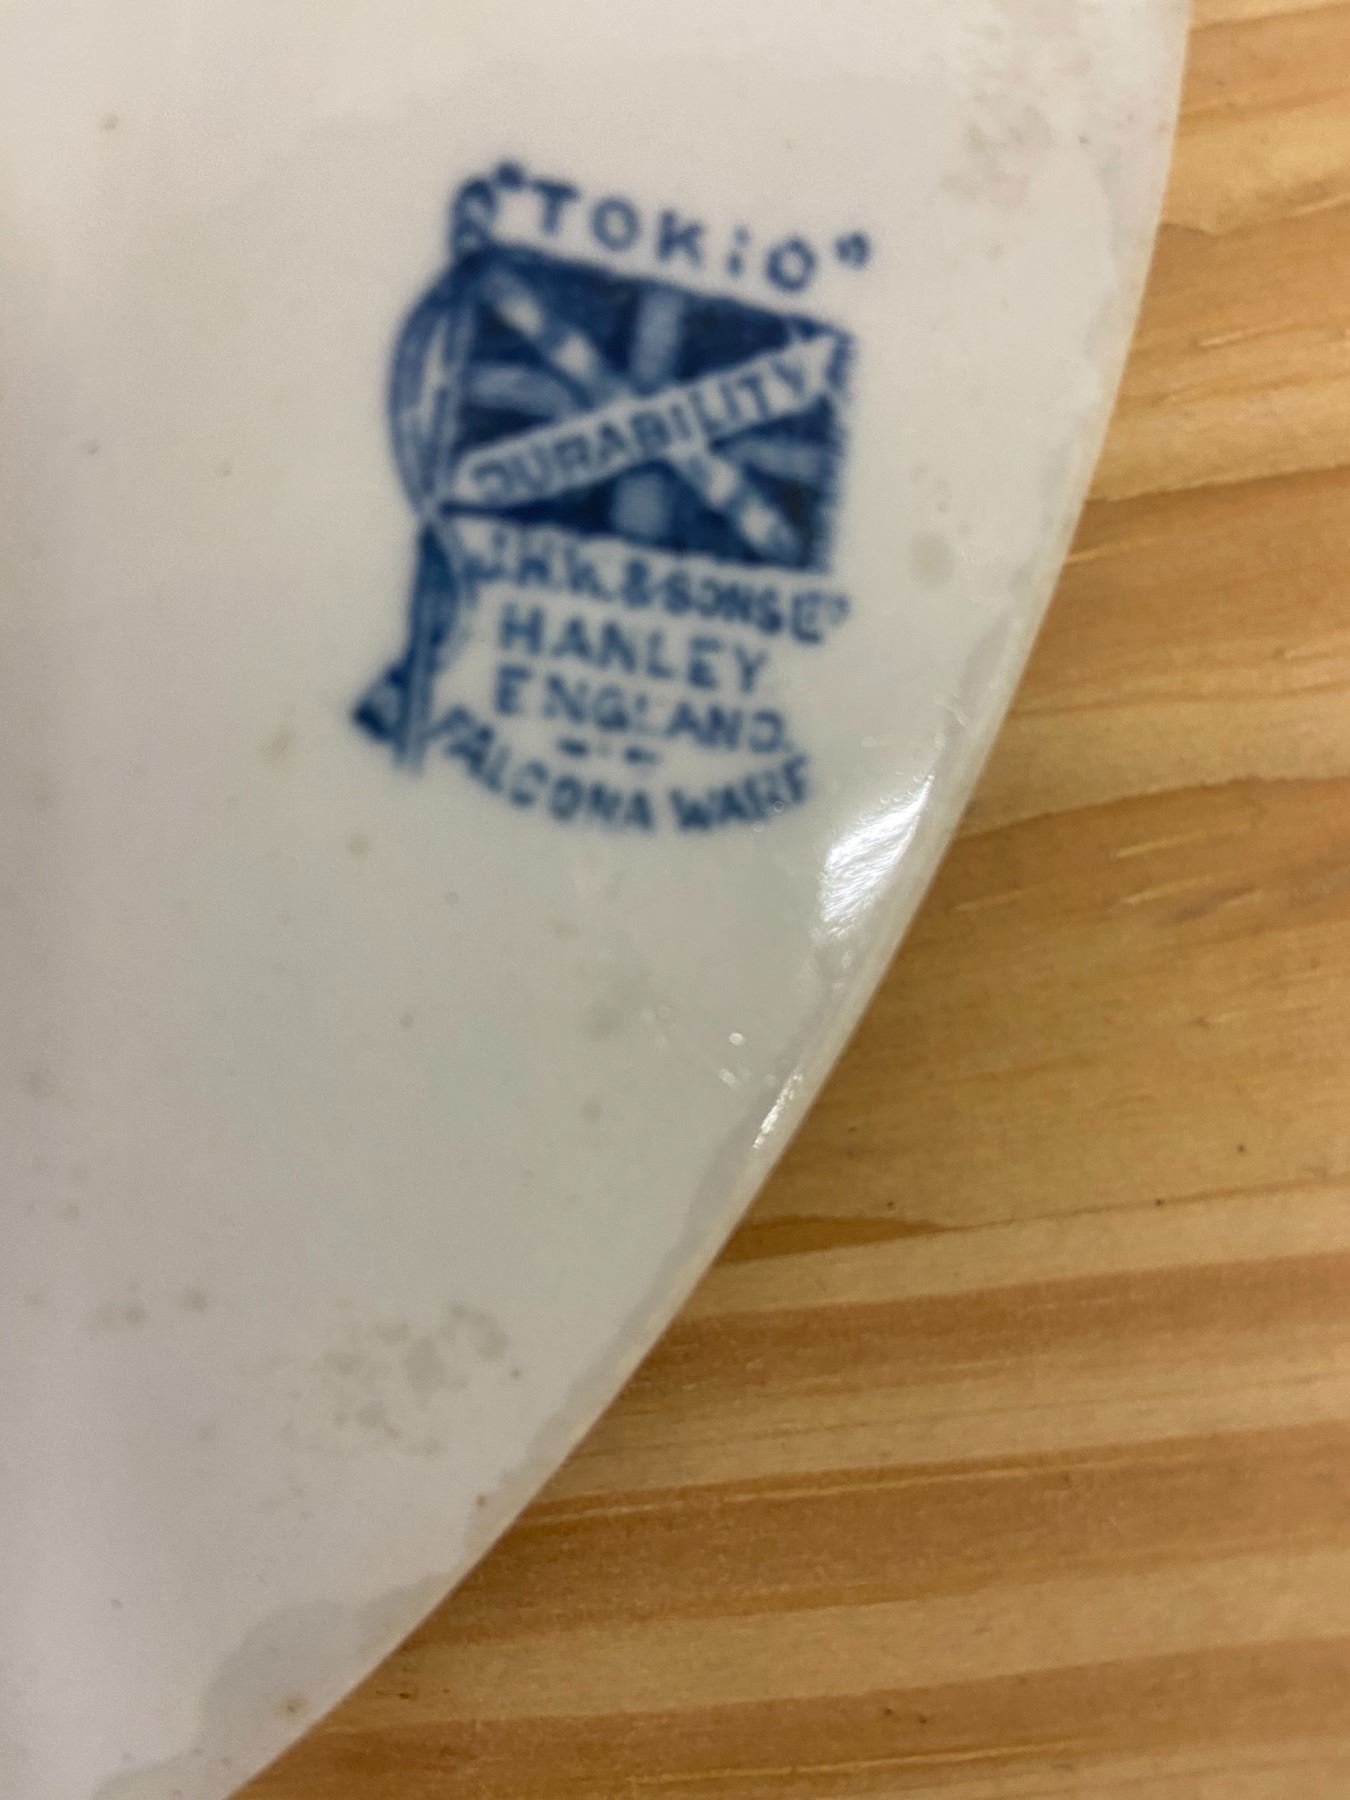 "TOKiO"
DURABILITY
J.H.W. & SONS LTD
HANLEY
ENGLAND.
FALCONA WARE